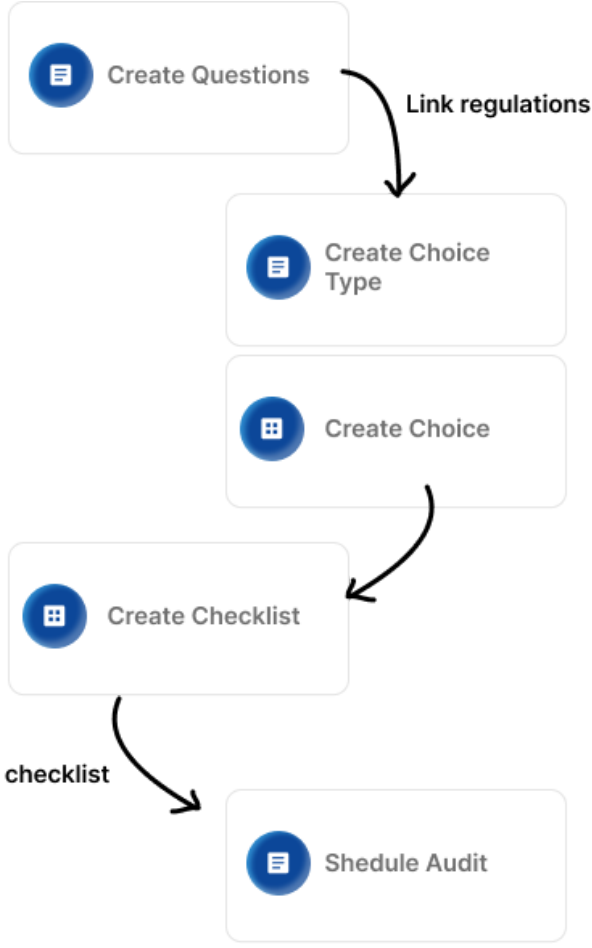 Create Questions
Link regulations
Create Choice
Type
Create Choice
Create Checklist
checklist
Shedule Audit